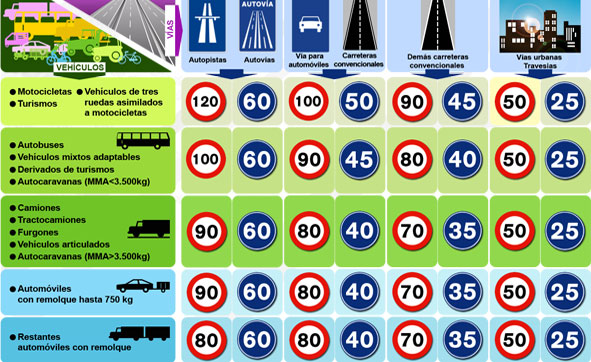 VEHÍCULOS
VÍAS
AUTOVÍA
Autopistas
Autovías
Via para
automóviles
Carreteras
convencionales
Demás carreteras
convencionales
Vias urbanas
Travesías
• Motocicletas
• Turismos
• Vehículos de tres
ruedas asimilados
a motocicletas
120 60 100 50 90 45 50 25
• Autobuses
• Vehículos mixtos adaptables
• Derivados de turismos
• Autocaravanas (MMA<3.500kg)
100 60 90 45 80 40 50 25
• Camiones
• Tractocamiones
• Furgones
• Vehículos articulados
• Autocaravanas (MMA>3.500kg)
90 60 80 40 70 35 50 25
• Automóviles
con remolque hasta 750 kg
90 60 80 40 70 35 50 25
• Restantes
automóviles con remolque
80 60 80 40 70 35 50 25